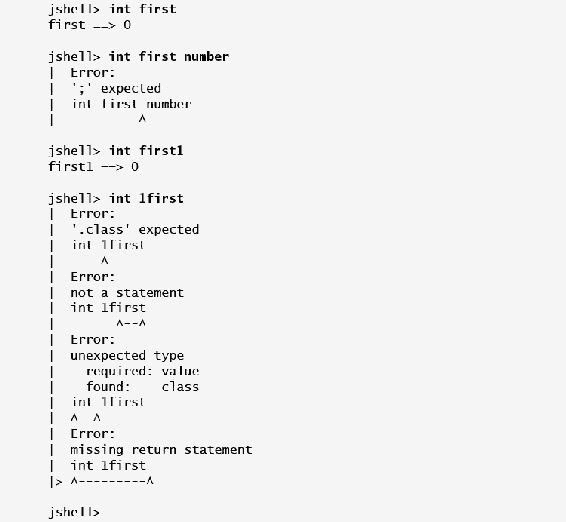 jshell> int first
first ==> 0

jshell> int first number
|  Error:
|  ';' expected
|  int first number
|           ^

jshell> int first1
first1 ==> 0

jshell> int 1first
|  Error:
|  '.class' expected
|  int 1first
|      ^
|  Error:
|  not a statement
|  int 1first
|       ^--^
|  Error:
|  unexpected type
|    required: value
|    found:    class
|  int 1first
|  ^ ^
|  Error:
|  missing return statement
|  int 1first
|> ^---------^

jshell>